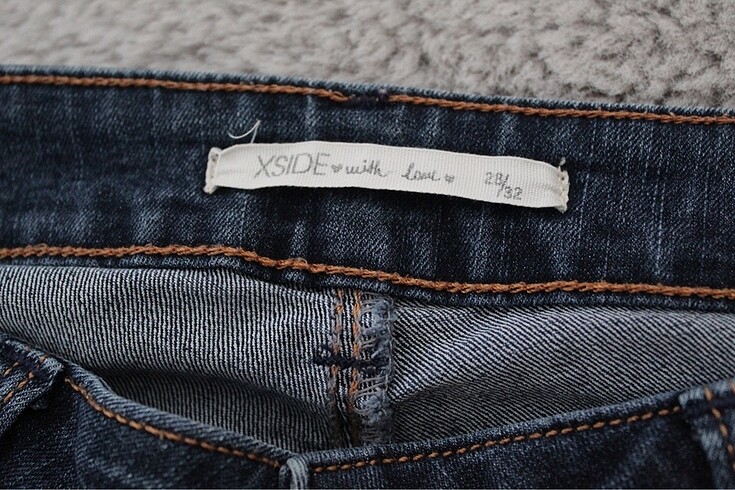 XSIDE ♥ with love ♥ 28/32